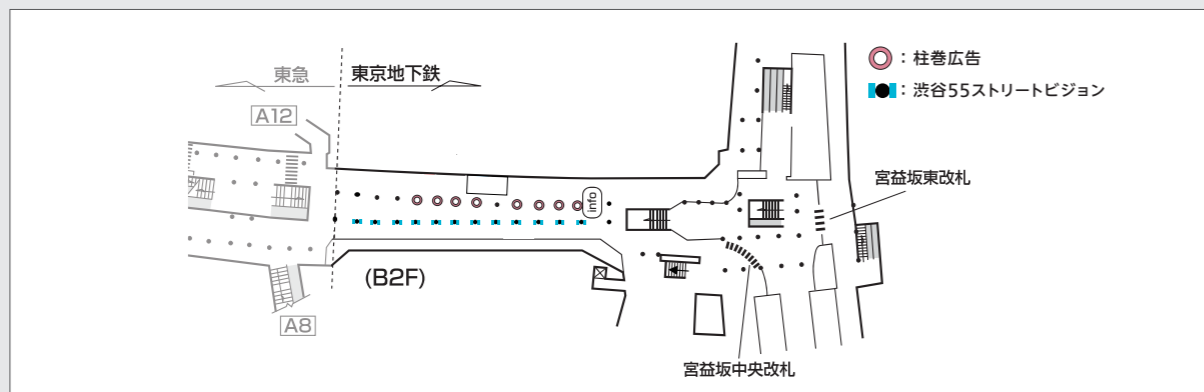 東急
東京地下鉄
A12
◎：柱巻広告
：渋谷55ストリートビジョン
宮益坂東改札
info
(B2F)
A8
宮益坂中央改札